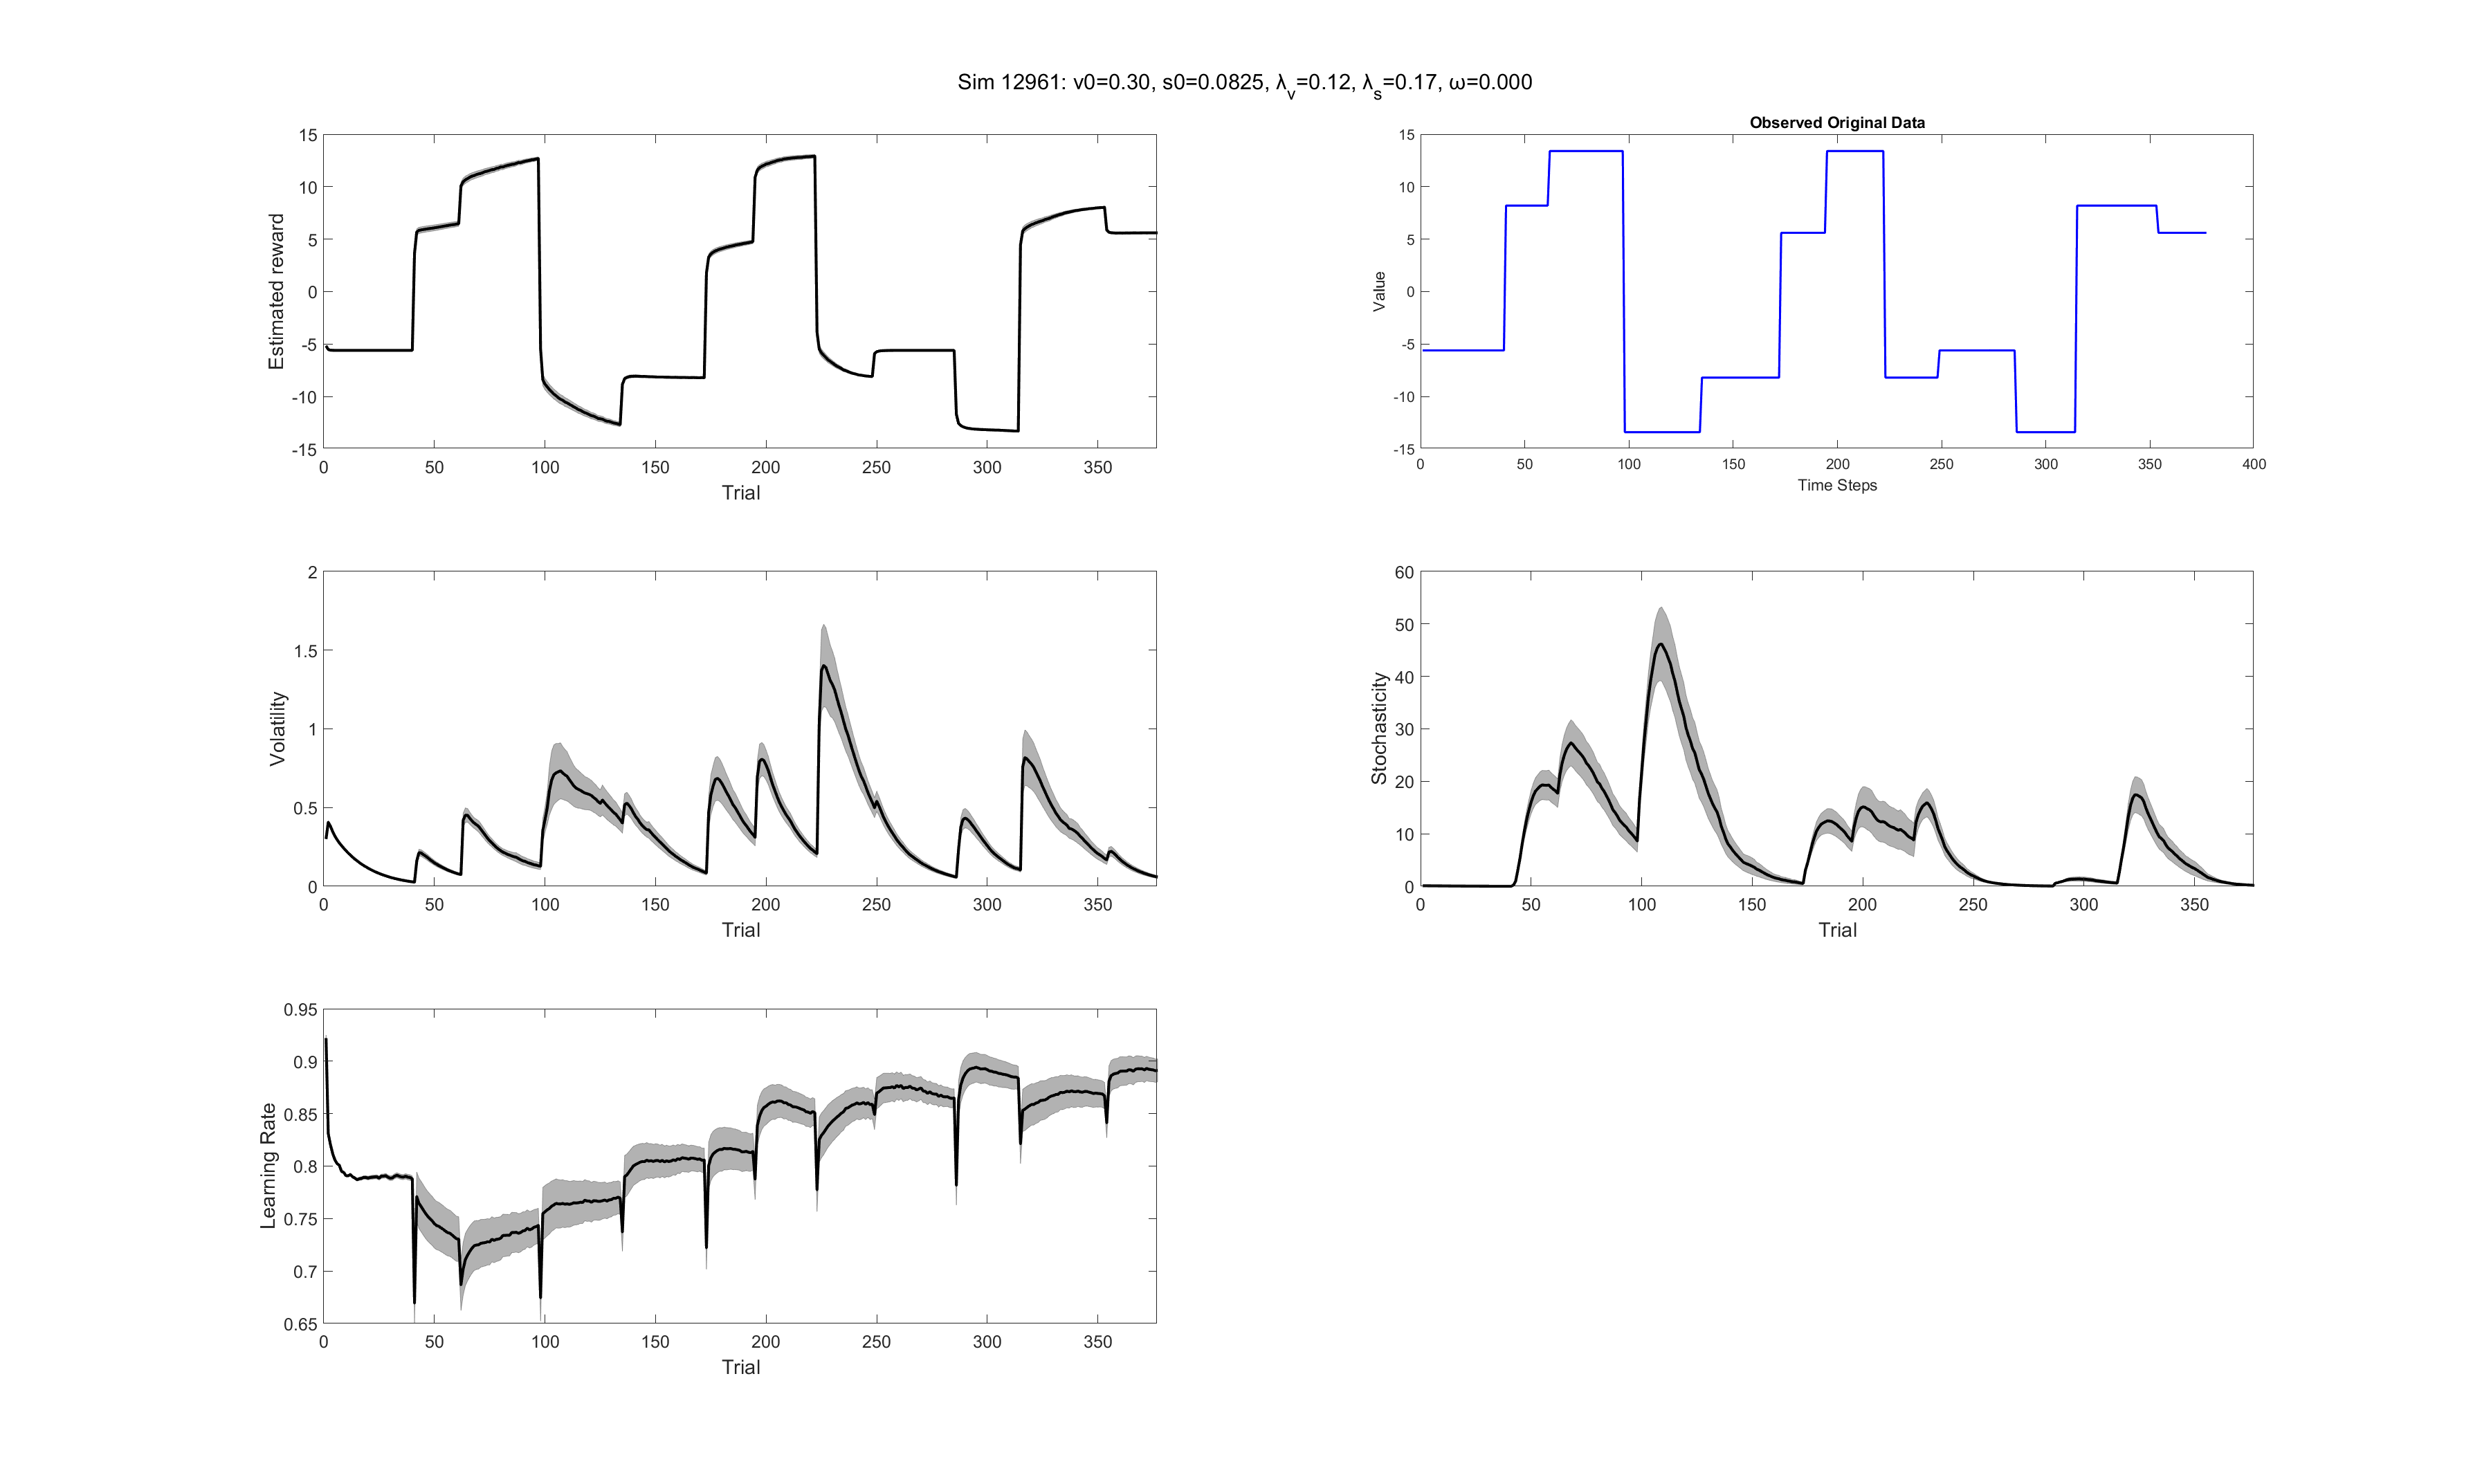 Sim 12961: v0=0.30, s0=0.0825, λv=0.12, λs=0.17, ω=0.000
15
10
5
0
-5
-10
-15
Estimated reward
0 50 100 150 200 250 300 350
Trial
Observed Original Data
15
10
5
0
-5
-10
-15
Value
0 50 100 150 200 250 300 350 400
Time Steps
2
1.5
1
0.5
0
Volatility
0 50 100 150 200 250 300 350
Trial
60
50
40
30
20
10
0
Stochasticity
0 50 100 150 200 250 300 350
Trial
0.95
0.9
0.85
0.8
0.75
0.7
0.65
Learning Rate
0 50 100 150 200 250 300 350
Trial